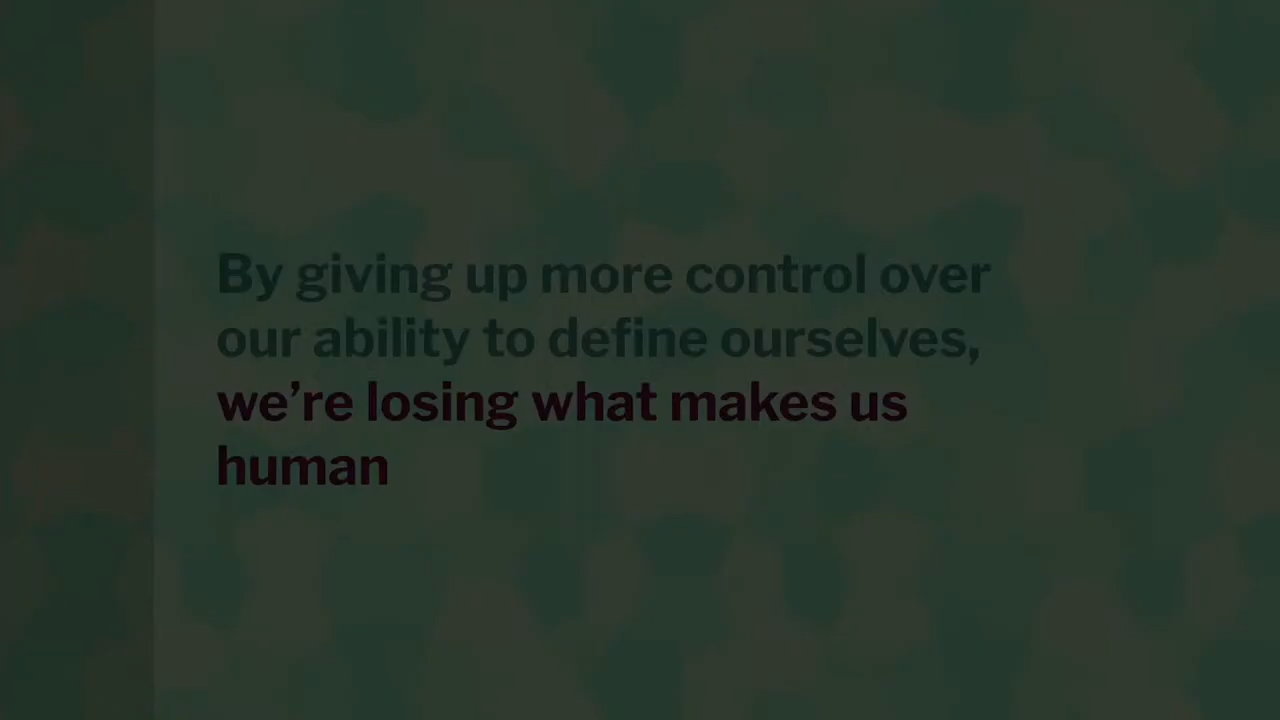 By giving up more control over
our ability to define ourselves,
we’re losing what makes us
human